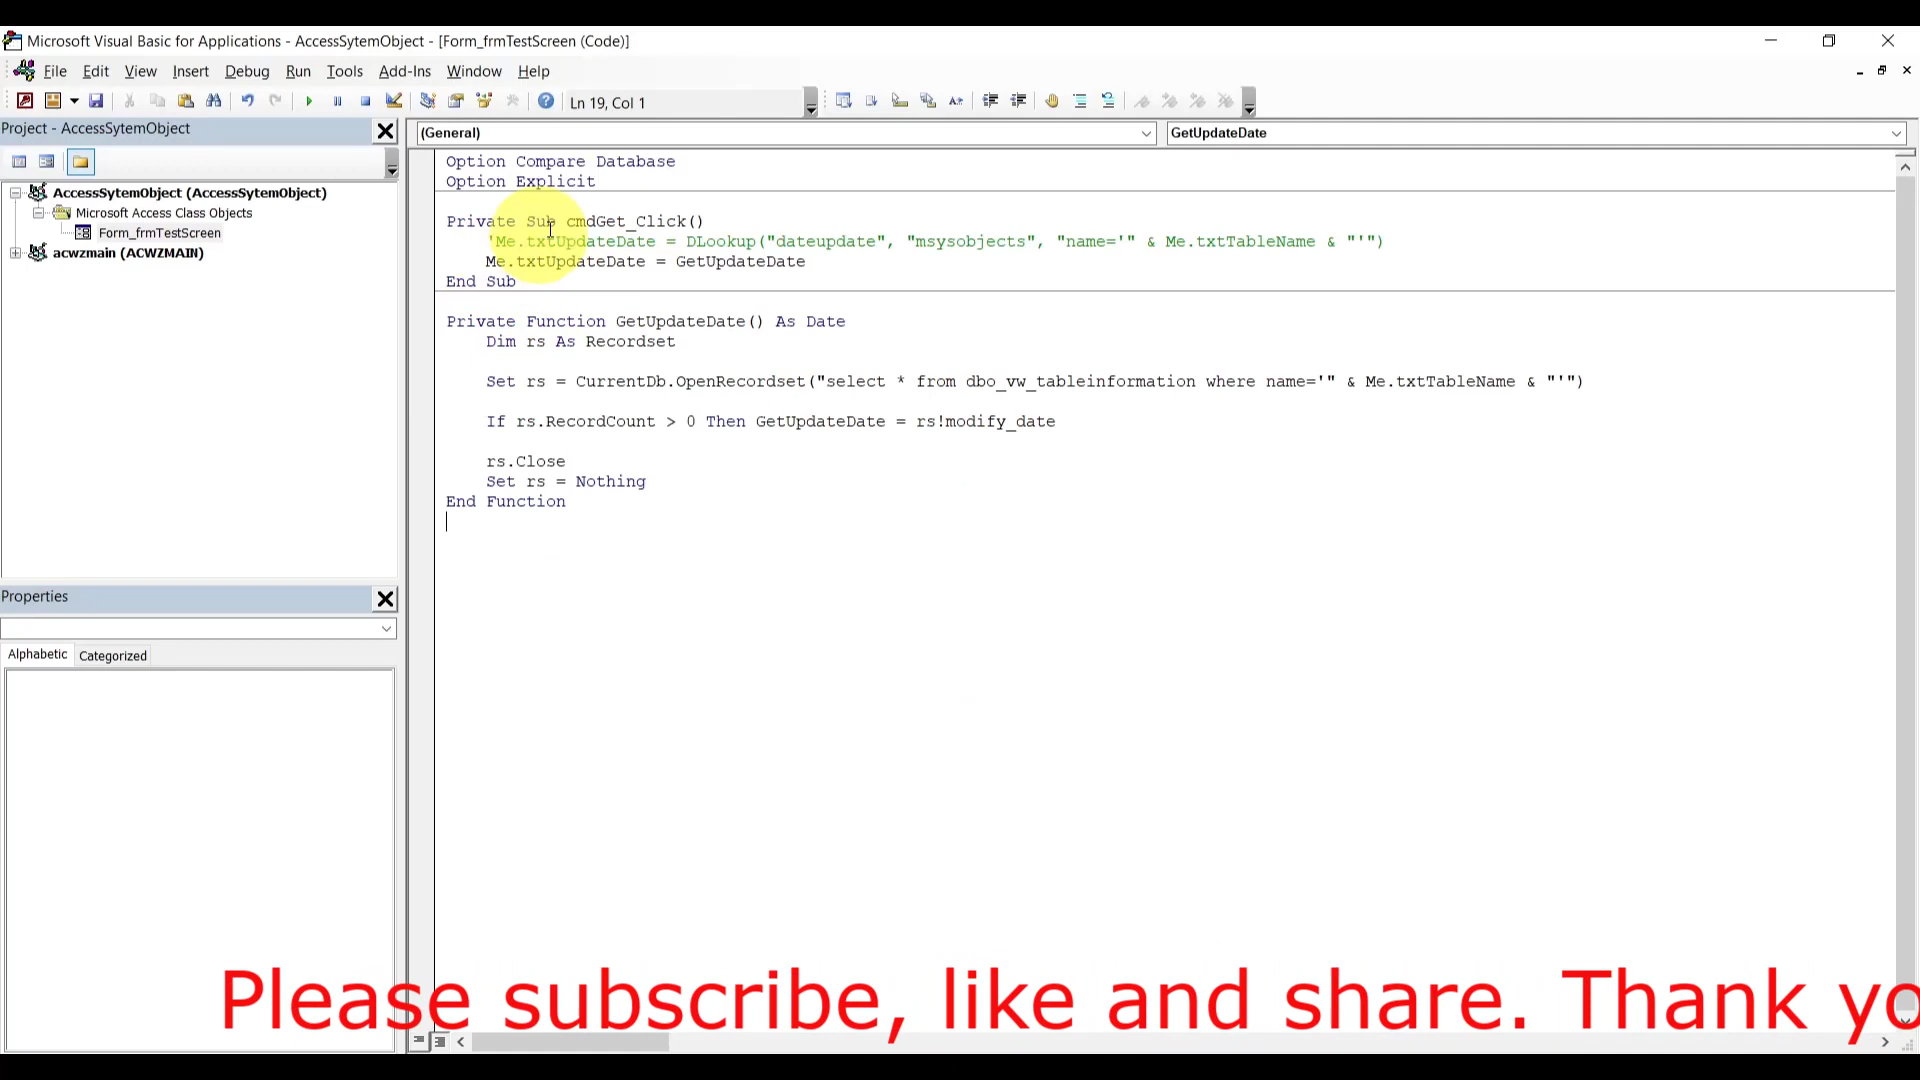 Microsoft Visual Basic for Applications - AccessSytemObject - [Form_frmTestScreen (Code)]
File Edit View Insert Debug Run Tools Add-Ins Window Help
Ln 19, Col 1
Project - AccessSytemObject
(General)
GetUpdateDate
AccessSytemObject (AccessSytemObject)
Microsoft Access Class Objects
Form_frmTestScreen
acwzmain (ACWZMAIN)
Option Compare Database
Option Explicit
Private Sub cmdGet_Click()
'Me.txtUpdateDate = DLookup("dateupdate", "msysobjects", "name='" & Me.txtTableName & "'")
Me.txtUpdateDate = GetUpdateDate
End Sub
Private Function GetUpdateDate() As Date
Dim rs As Recordset
Set rs = CurrentDb.OpenRecordset("select * from dbo_vw_tableinformation where name='" & Me.txtTableName & "'")
If rs.RecordCount > 0 Then GetUpdateDate = rs!modify_date
rs.Close
Set rs = Nothing
End Function
Properties
Alphabetic Categorized
Please subscribe, like and share. Thank yo